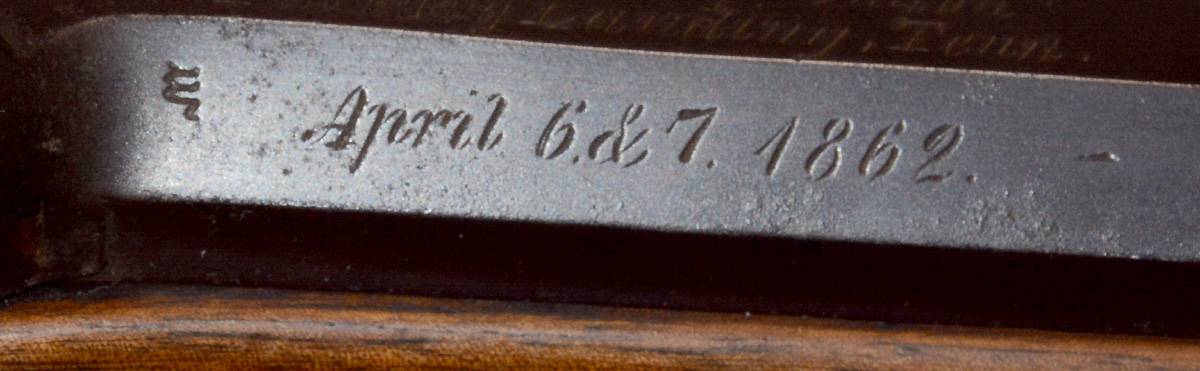 Landing, Tenn.
April 6. & 7. 1862. -